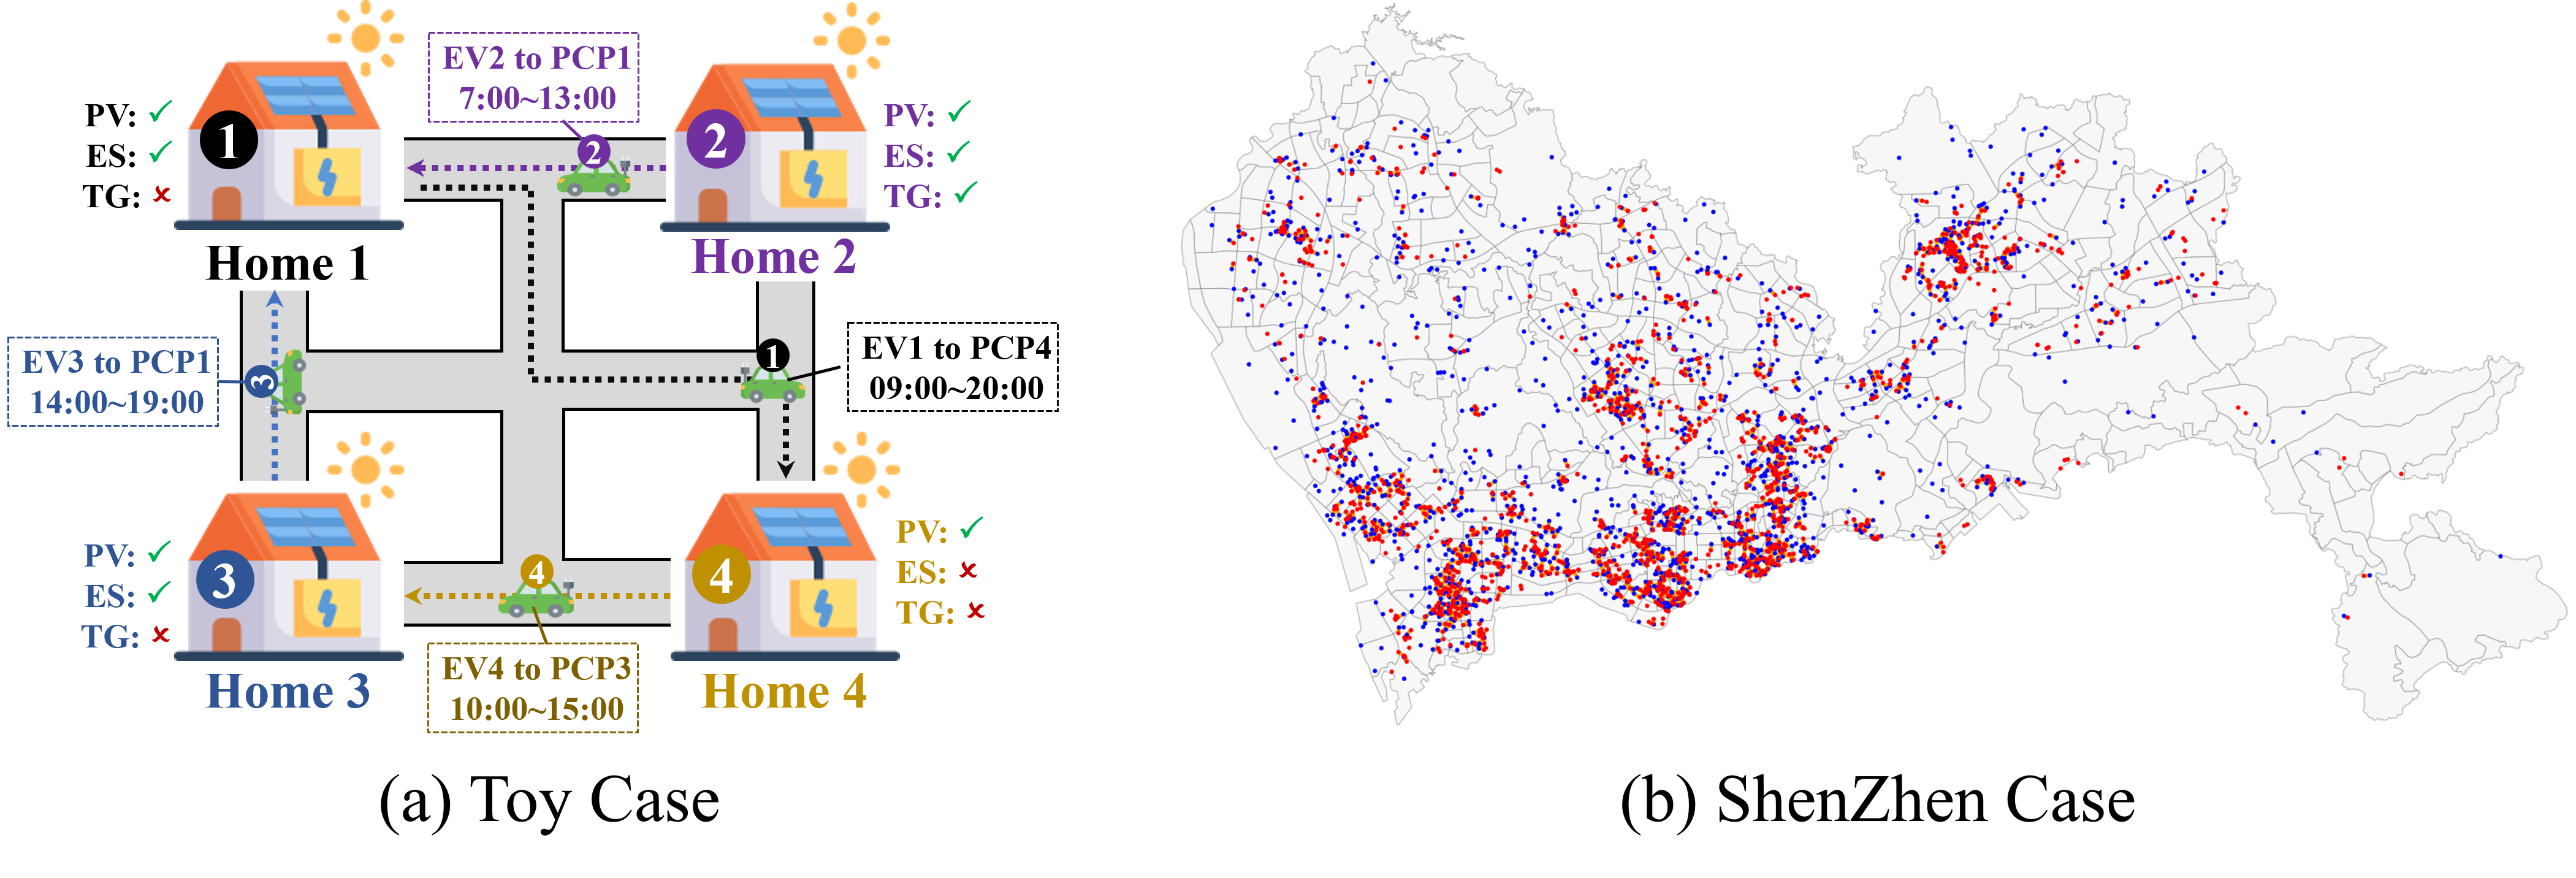 EV2 to PCP1
7:00~13:00
PV: ✓
ES: ✓
TG: ✗
1
2
2
PV: ✓
ES: ✓
TG: ✓
Home 1
Home 2
EV3 to PCP1
14:00~19:00
3
1
EV1 to PCP4
09:00~20:00
PV: ✓
ES: ✓
TG: ✗
3
4
4
PV: ✓
ES: ✗
TG: ✗
Home 3
EV4 to PCP3
10:00~15:00
Home 4
(a) Toy Case
(b) ShenZhen Case